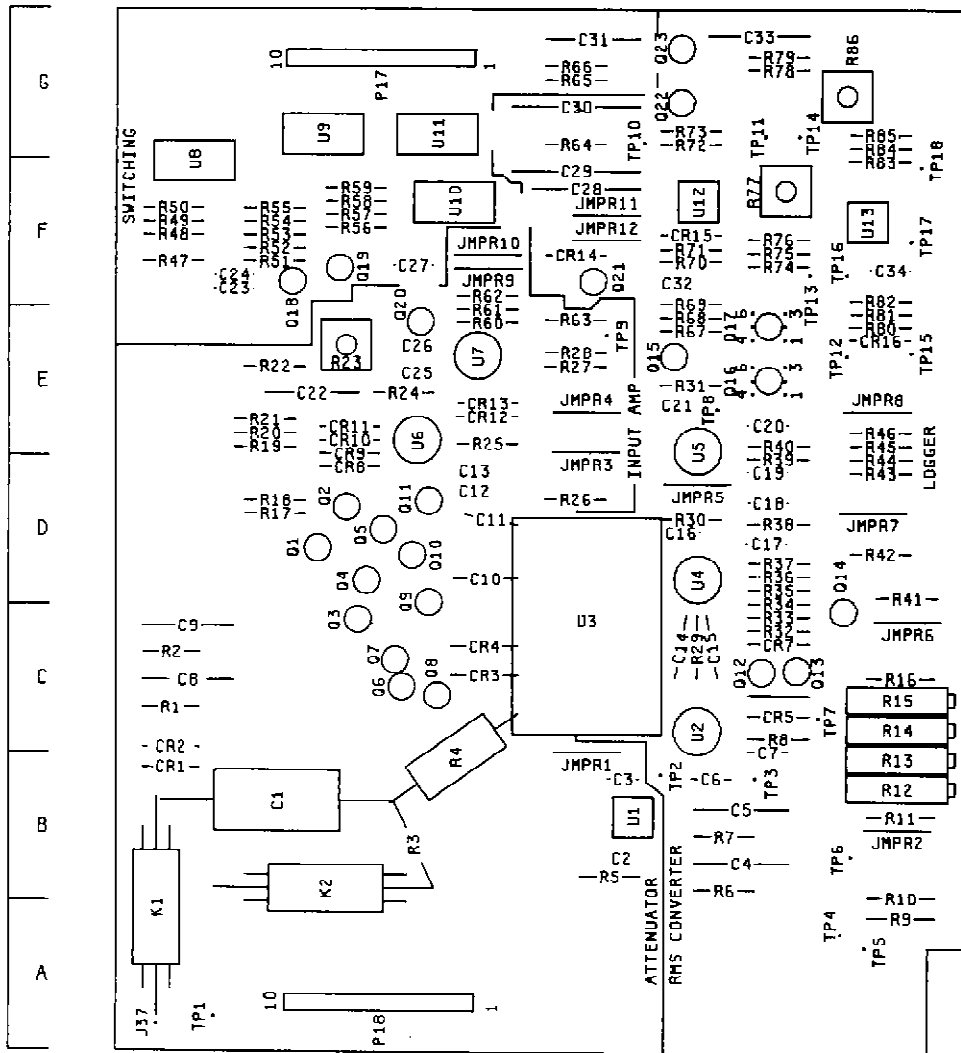 C31
C33
Q23
R86
10
1
P17
R66
R65
R79
R78
G
C30
Q22
U9
U11
R64
TP10
R73
R72
TP11
TP14
R85
R84
R83
TP18
U8
SWITCHING
C29
C28
R59
R58
R57
R56
U10
U12
R77
JMPR11
JMPR12
U13
F
R50
R49
R48
R47
R55
R54
R53
R52
R51
JMPR10
CR15
R71
R70
R76
R75
R74
TP16
TP17
C24
C23
Q19
C27
JMPR9
CR14
Q21
C32
C34
Q18
Q20
R62
R61
R60
R63
TP9
R69
R68
R67
Q17
3
4
1
TP13
R82
R81
R80
CR16
C26
R22
R23
U7
R28
R27
Q15
TP12
TP15
E
C25
C22
R24
R31
Q16
3
4
1
CR13
CR12
JMPR4
C21
TP8
JMPR8
INPUT AMP
R21
R20
R19
CR11
CR10
CR9
CR8
U6
R25
U5
C20
R40
R39
C19
R46
R45
R44
R43
LOGGER
C13
JMPR3
C12
R26
JMPR5
C18
R18
R17
Q2
Q11
D
C11
R30
C16
R38
JMPR7
Q1
Q5
Q10
C17
R42
Q4
C10
U4
R37
R36
R35
R34
R33
R32
CR7
Q14
Q9
R41
Q3
U3
C9
C14
R29
C15
JMPR6
R2
Q7
CR4
C
C8
Q6
Q8
CR3
Q12
Q13
R16
R1
R15
CR5
TP7
U2
R14
R8
CR2
CR1
R4
JMPR1
C7
R13
C3
TP2
C6
TP3
R12
C1
U1
C5
R11
B
R3
R7
JMPR2
C2
C4
TP6
R5
R6
K2
K1
R10
R9
TP4
TP5
ATTENUATOR
RMS CONVERTER
A
10
1
P18
J37
TP1